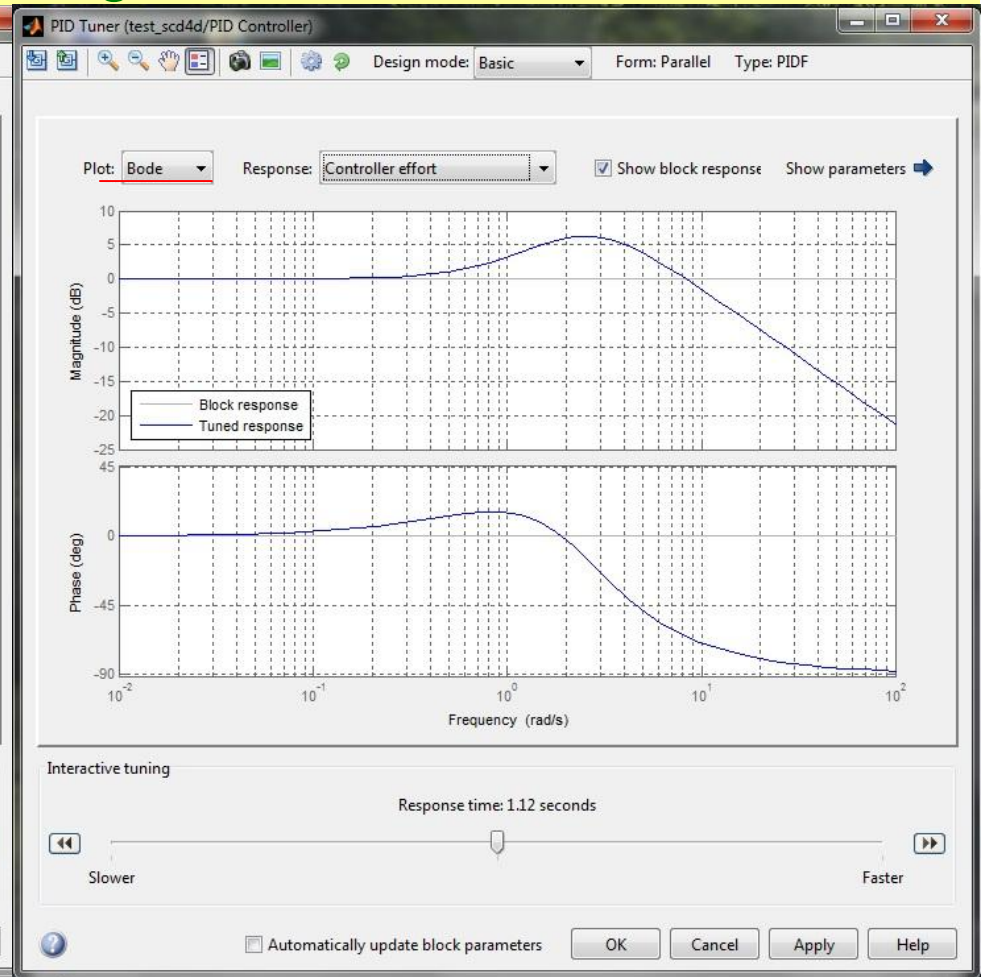 PID Tuner (test_scd4d/PID Controller)
Design mode: Basic Form: Parallel Type: PIDF
Plot: Bode Response: Controller effort Show block response Show parameters
10
5
0
-5
-10
-15
-20
-25
Magnitude (dB)
Block response
Tuned response
45
0
-45
-90
Phase (deg)
10-2 10-1 100 101 102
Frequency (rad/s)
Interactive tuning
Response time: 1.12 seconds
Slower Faster
Automatically update block parameters OK Cancel Apply Help